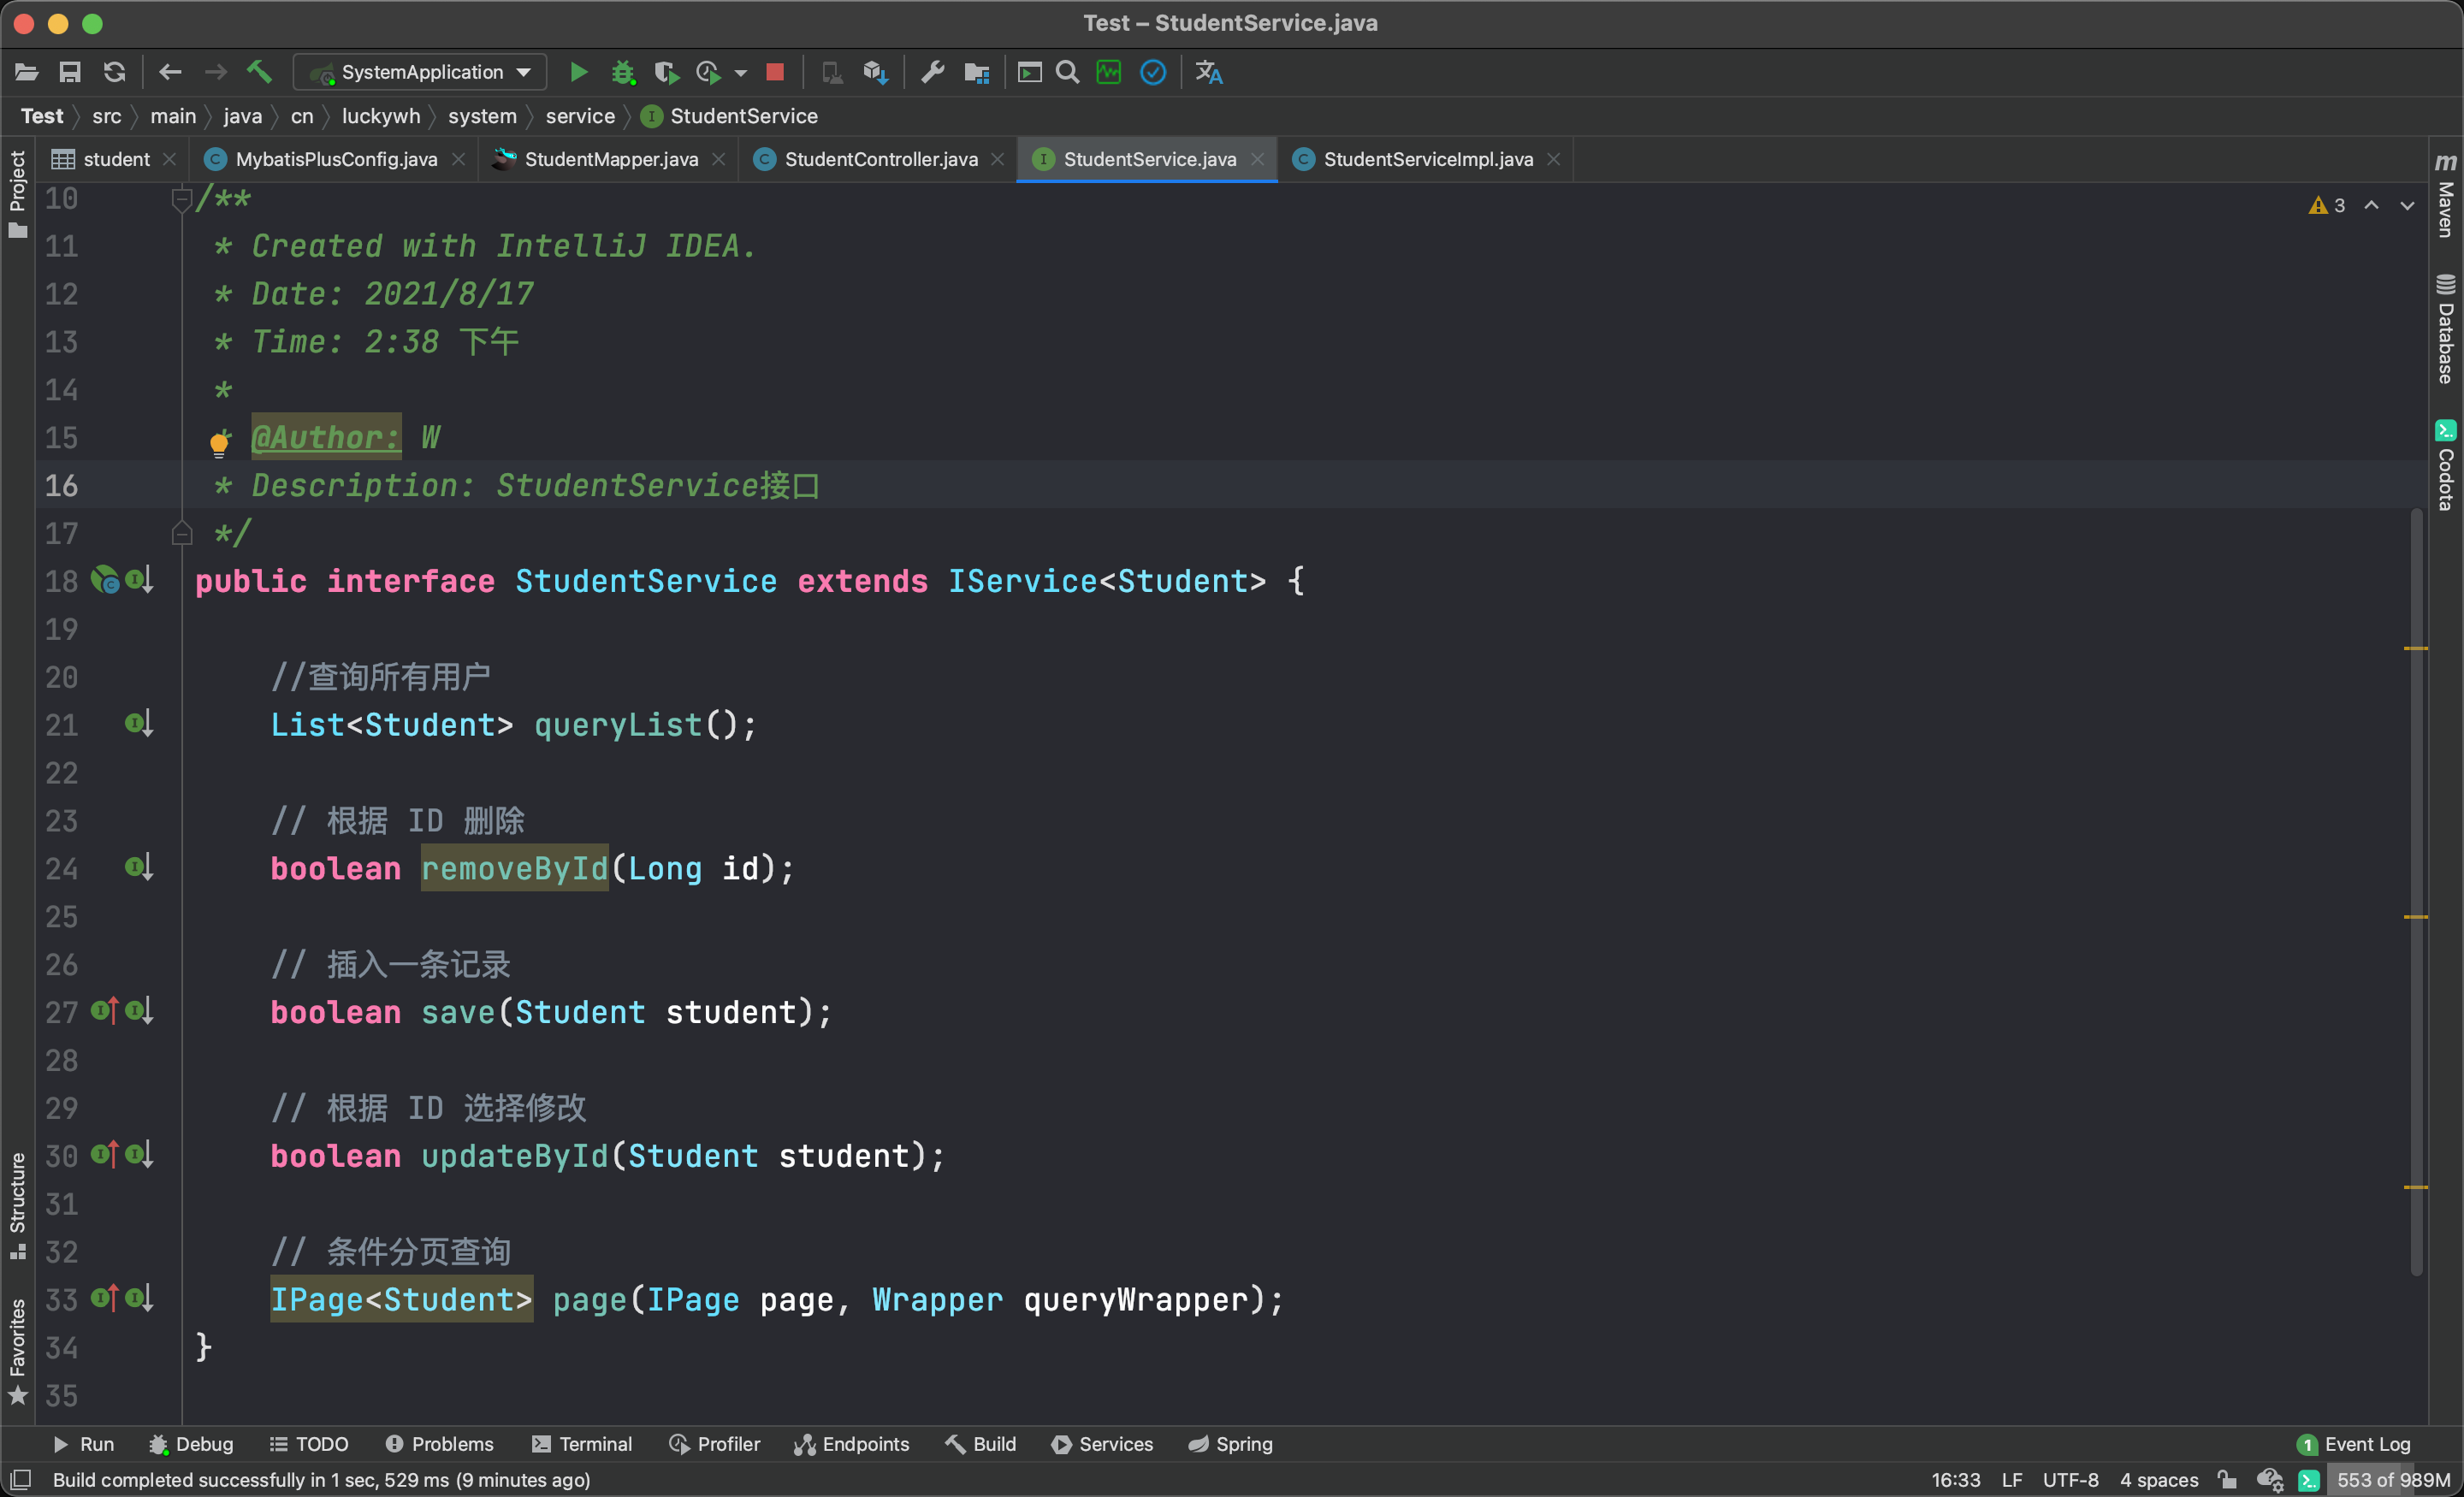 Test – StudentService.java
SystemApplication
Test src main java cn luckywh system service I StudentService
student C MybatisPlusConfig.java StudentMapper.java C StudentController.java I StudentService.java C StudentServiceImpl.java
Project
Structure
Favorites
m Maven
Database
Codota
3
10 /**
11 * Created with IntelliJ IDEA.
12 * Date: 2021/8/17
13 * Time: 2:38 下午
14 *
15 * @Author: W
16 * Description: StudentService接口
17 */
18 public interface StudentService extends IService<Student> {
19
20 //查询所有用户
21 List<Student> queryList();
22
23 // 根据 ID 删除
24 boolean removeById(Long id);
25
26 // 插入一条记录
27 boolean save(Student student);
28
29 // 根据 ID 选择修改
30 boolean updateById(Student student);
31
32 // 条件分页查询
33 IPage<Student> page(IPage page, Wrapper queryWrapper);
34 }
35
Run Debug TODO Problems Terminal Profiler Endpoints Build Services Spring 1 Event Log
Build completed successfully in 1 sec, 529 ms (9 minutes ago) 16:33 LF UTF-8 4 spaces 553 of 989M